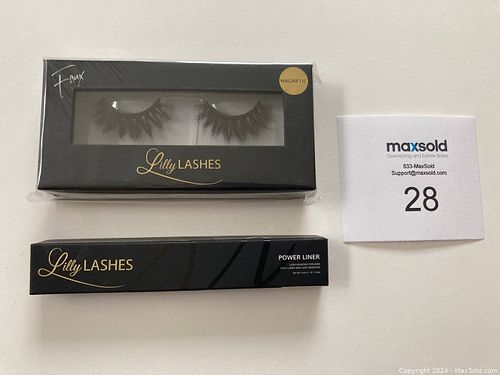 Faux
MAGNETIC
Lilly LASHES
maxsold
Downsizing and Estate Sales
833-MaxSold
Support@maxsold.com
28
Lilly LASHES
POWER LINER
Copyright 2024 - MaxSold.com